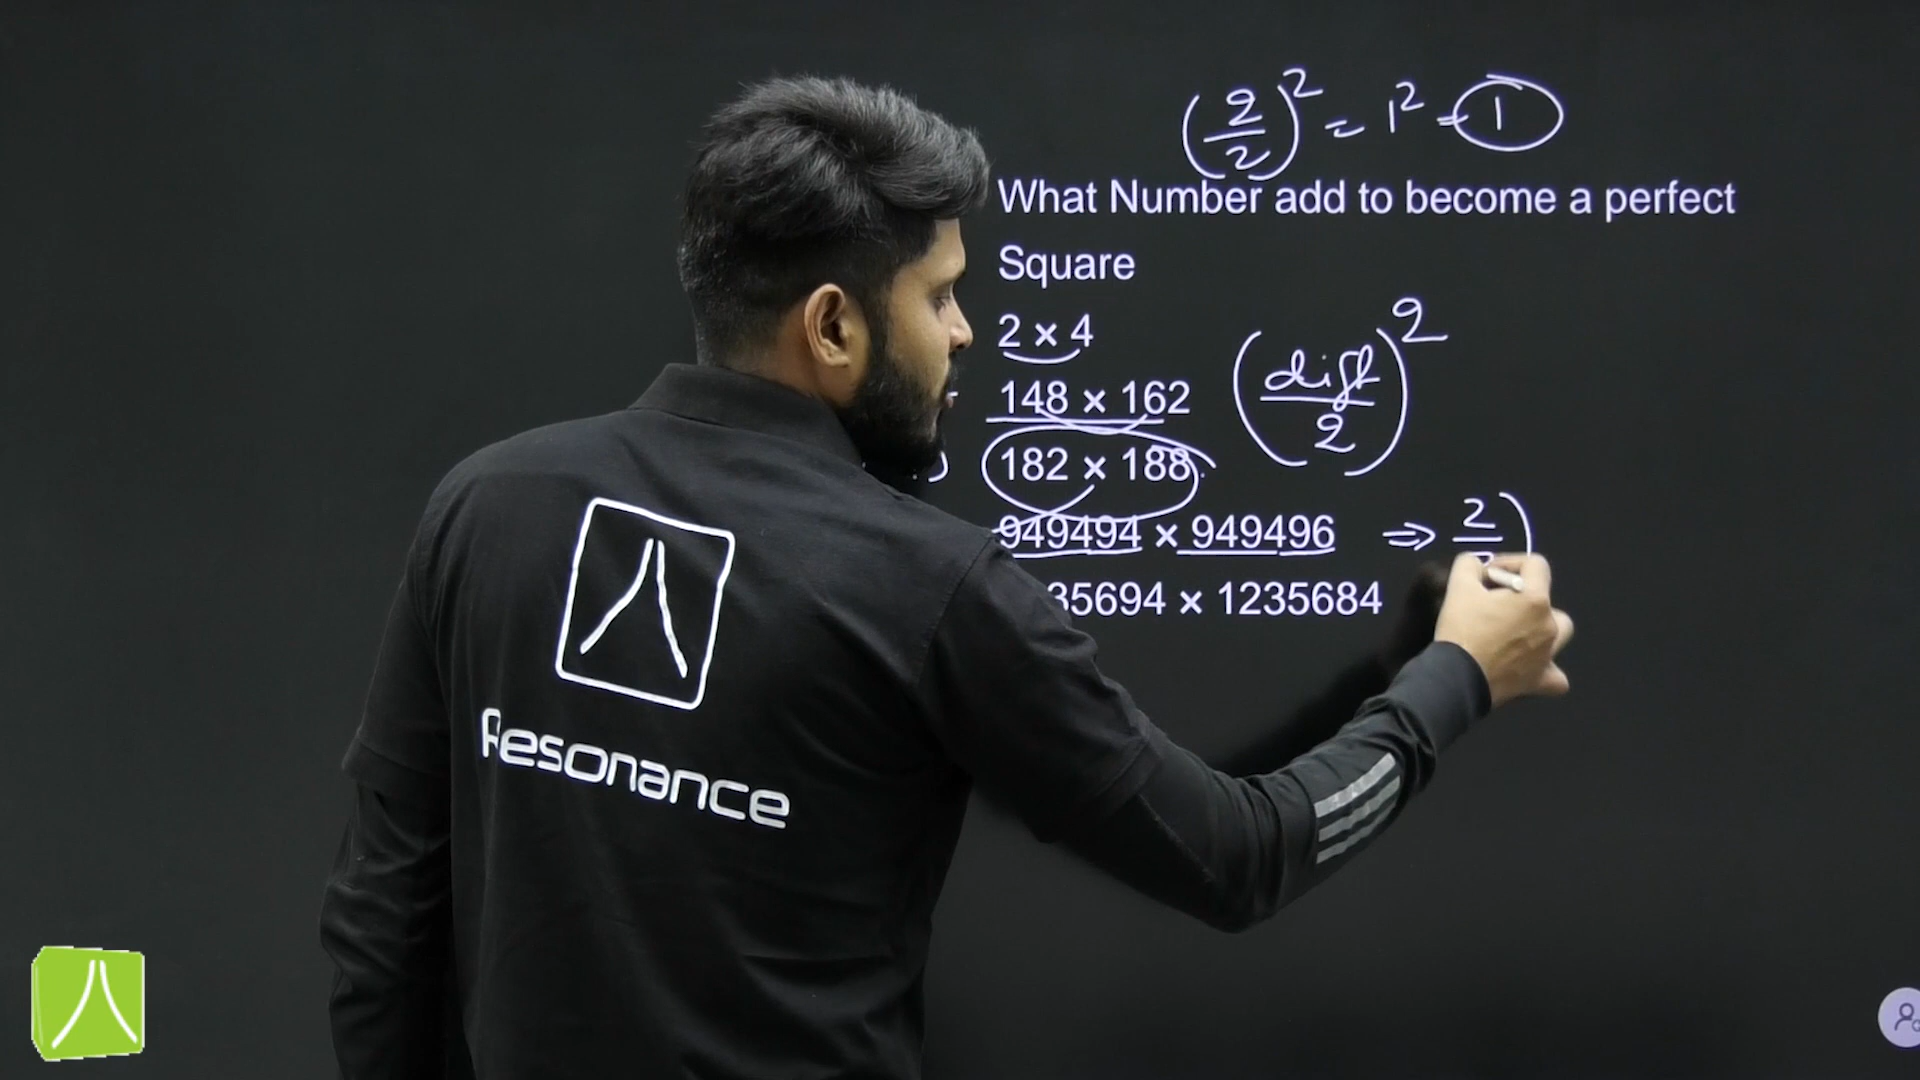 (2/2)² = 1² = 1
What Number add to become a perfect
Square
2 × 4
148 × 162
(diff/2)²
182 × 188
949494 × 949496 ⇒ 2
35694 × 1235684
Resonance